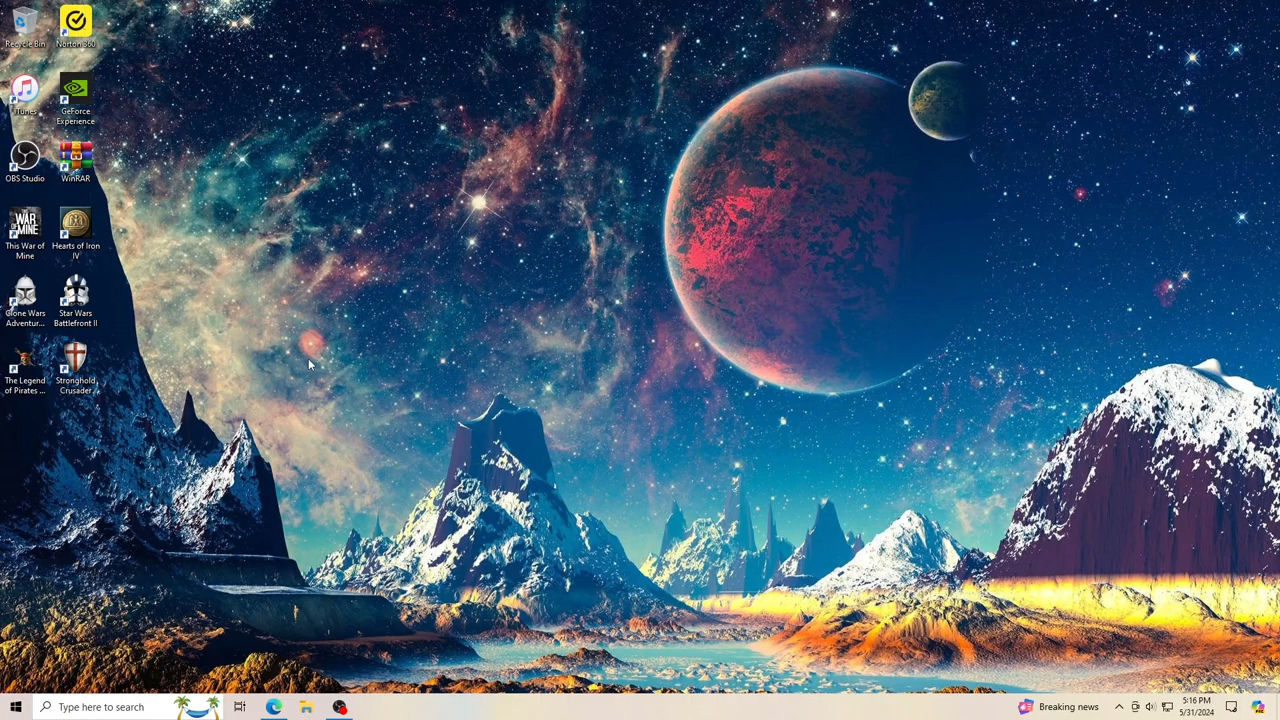 Recycle Bin
Norton 360
iTunes
GeForce
Experience
OBS Studio
WinRAR
WAR
MINE
This War of
Mine
Hearts of Iron
IV
Clone Wars
Adventur...
Star Wars
Battlefront II
The Legend
of Pirates ...
Stronghold
Crusader
Type here to search
Breaking news
5:16 PM
5/31/2024